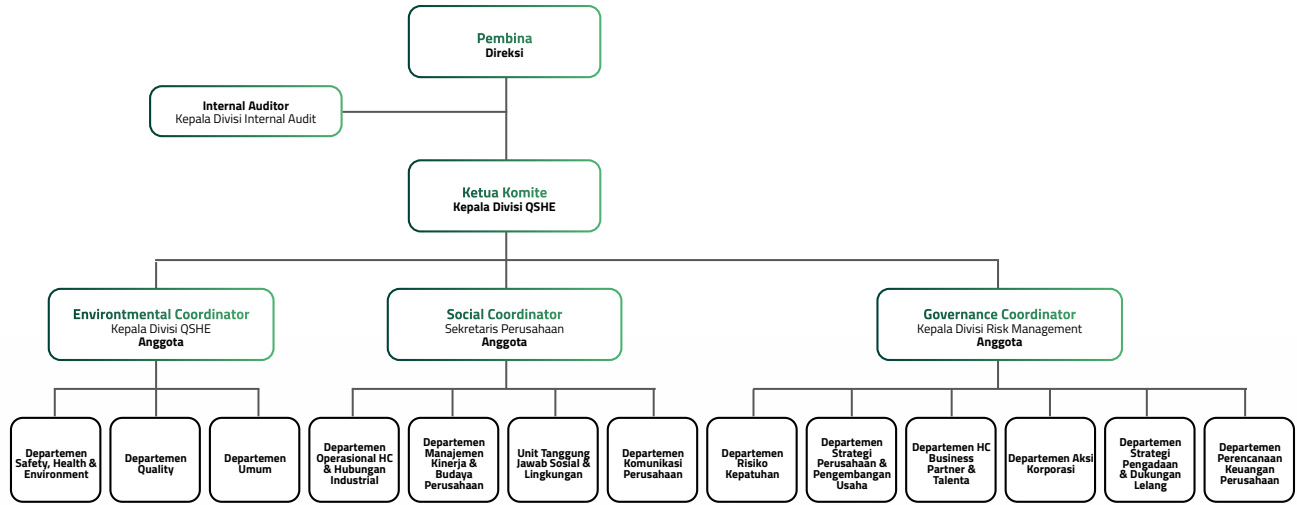 Pembina
Direksi
Internal Auditor
Kepala Divisi Internal Audit
Ketua Komite
Kepala Divisi QSHE
Environtmental Coordinator
Kepala Divisi QSHE
Anggota
Social Coordinator
Sekretaris Perusahaan
Anggota
Governance Coordinator
Kepala Divisi Risk Management
Anggota
Departemen
Safety, Health &
Environment
Departemen
Quality
Departemen
Umum
Departemen
Operasional HC
& Hubungan
Industrial
Departemen
Manajemen
Kinerja &
Budaya
Perusahaan
Unit Tanggung
Jawab Sosial &
Lingkungan
Departemen
Komunikasi
Perusahaan
Departemen
Risiko
Kepatuhan
Departemen
Strategi
Perusahaan &
Pengembangan
Usaha
Departemen HC
Business
Partner &
Talenta
Departemen Aksi
Korporasi
Departemen
Strategi
Pengadaan
& Dukungan
Lelang
Departemen
Perencanaan
Keuangan
Perusahaan